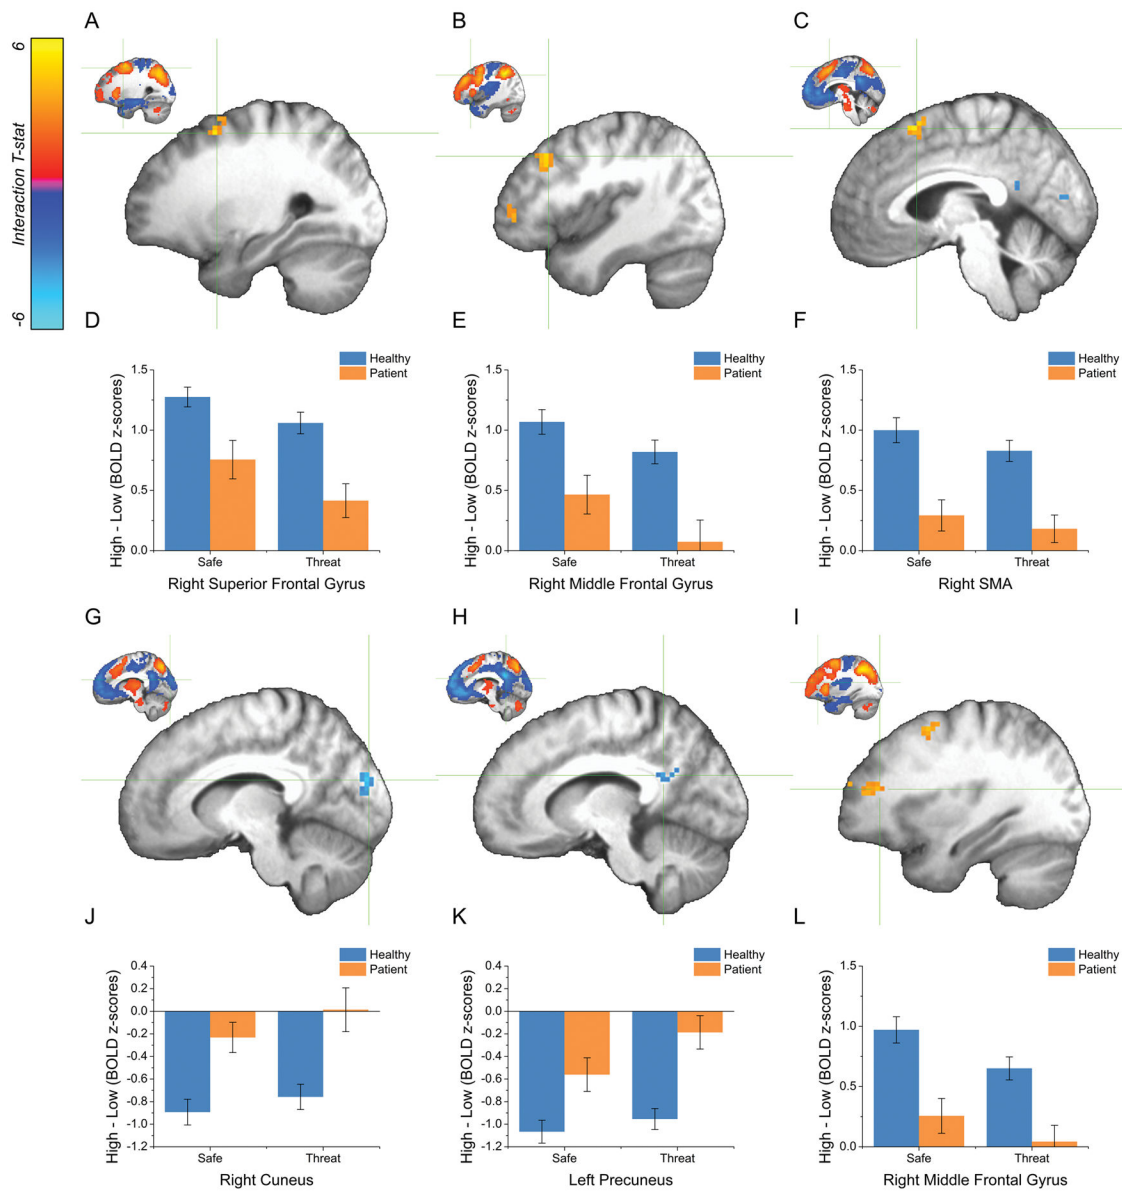 A
B
C
6
Interaction T-stat
-6
D
E
F
Healthy
Patient
Healthy
Patient
Healthy
Patient
High - Low (BOLD z-scores)
1.5
1.0
0.5
0.0
Safe
Threat
Right Superior Frontal Gyrus
High - Low (BOLD z-scores)
1.5
1.0
0.5
0.0
Safe
Threat
Right Middle Frontal Gyrus
High - Low (BOLD z-scores)
1.5
1.0
0.5
0.0
Safe
Threat
Right SMA
G
H
I
J
K
L
Healthy
Patient
Healthy
Patient
Healthy
Patient
High - Low (BOLD z-scores)
0.4
0.2
0.0
-0.2
-0.4
-0.6
-0.8
-1.0
-1.2
Safe
Threat
Right Cuneus
High - Low (BOLD z-scores)
0.4
0.2
0.0
-0.2
-0.4
-0.6
-0.8
-1.0
-1.2
Safe
Threat
Left Precuneus
High - Low (BOLD z-scores)
1.5
1.0
0.5
0.0
Safe
Threat
Right Middle Frontal Gyrus